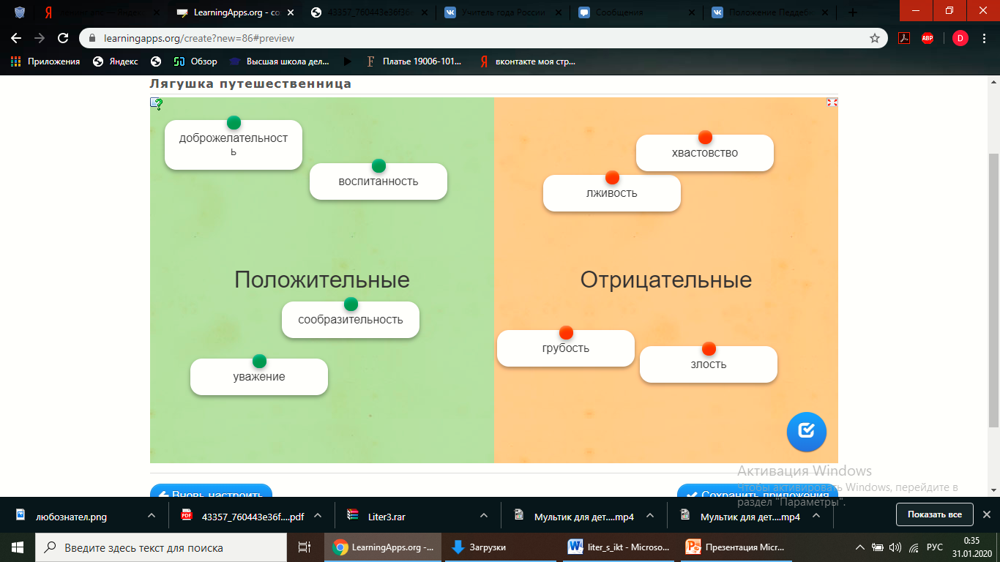 LearningApps.org - co
43357_760443e36f36
Учитель года России
Сообщения
Положение Педдеб
learningapps.org/create?new=86#preview
ABP
D
Приложения
Яндекс
Обзор
Высшая школа дел...
Платье 19006-101...
вконтакте моя стр...
Лягушка путешественница
доброжелательност
ь
воспитанность
хвастовство
лживость
Положительные
Отрицательные
сообразительность
уважение
грубость
злость
Активация Windows
Чтобы активировать Windows, перейдите в
раздел "Параметры".
Вновь настроить
Сохранить приложения
любознател.png
43357_760443e36f....pdf
Liter3.rar
Мультик для дет....mp4
Мультик для дет....mp4
Показать все
Введите здесь текст для поиска
LearningApps.org -...
Загрузки
liter_s_ikt - Microso...
Презентация Micr...
РУС
0:35
31.01.2020